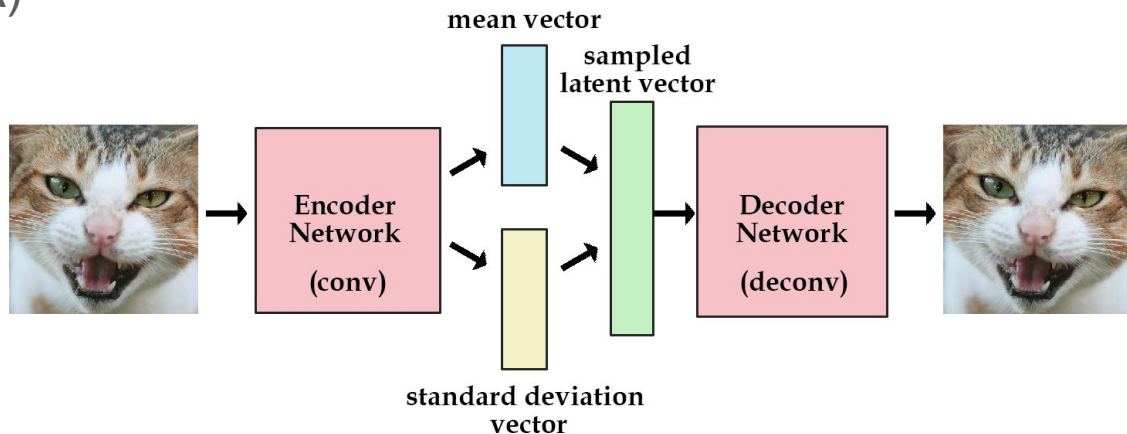 A)
mean vector
sampled
latent vector
Encoder
Network
(conv)
Decoder
Network
(deconv)
standard deviation
vector